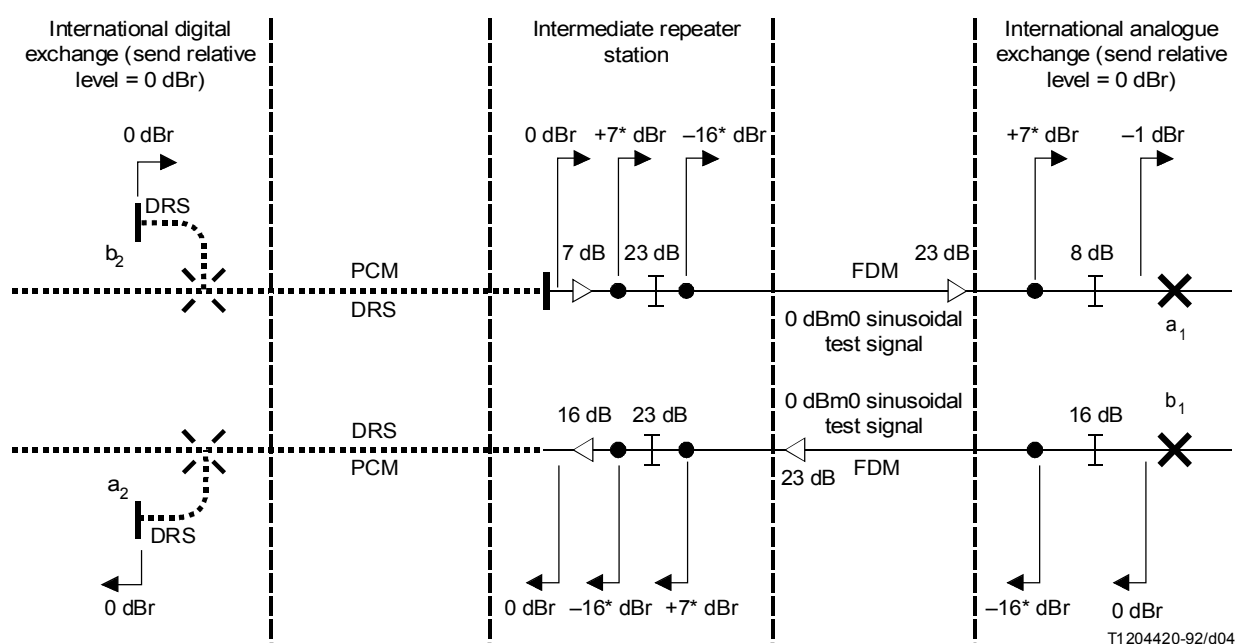 International digital
exchange (send relative
level = 0 dBr)
Intermediate repeater
station
International analogue
exchange (send relative
level = 0 dBr)
0 dBr
0 dBr
+7* dBr
–16* dBr
+7* dBr
–1 dBr
DRS
b2
7 dB
23 dB
23 dB
8 dB
PCM
FDM
DRS
0 dBm0 sinusoidal
test signal
a1
0 dBm0 sinusoidal
test signal
b1
DRS
16 dB
23 dB
16 dB
PCM
23 dB
FDM
a2
DRS
0 dBr
0 dBr
–16* dBr
+7* dBr
–16* dBr
0 dBr
T1204420-92/d04